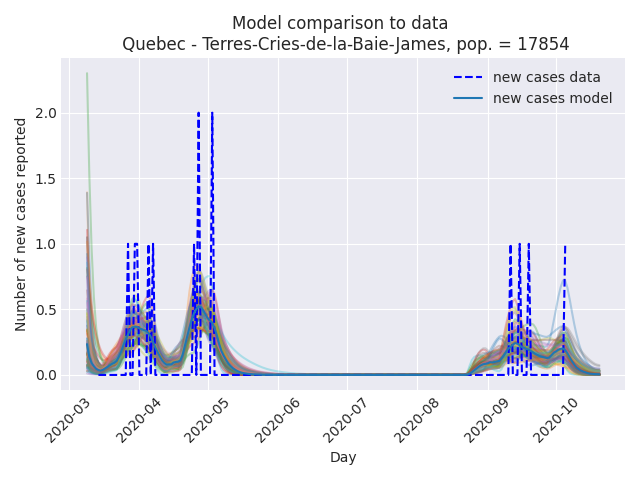 Model comparison to data
Quebec - Terres-Cries-de-la-Baie-James, pop. = 17854
new cases data
new cases model
Number of new cases reported
2.0
1.5
1.0
0.5
0.0
2020-03
2020-04
2020-05
2020-06
2020-07
2020-08
2020-09
2020-10
Day